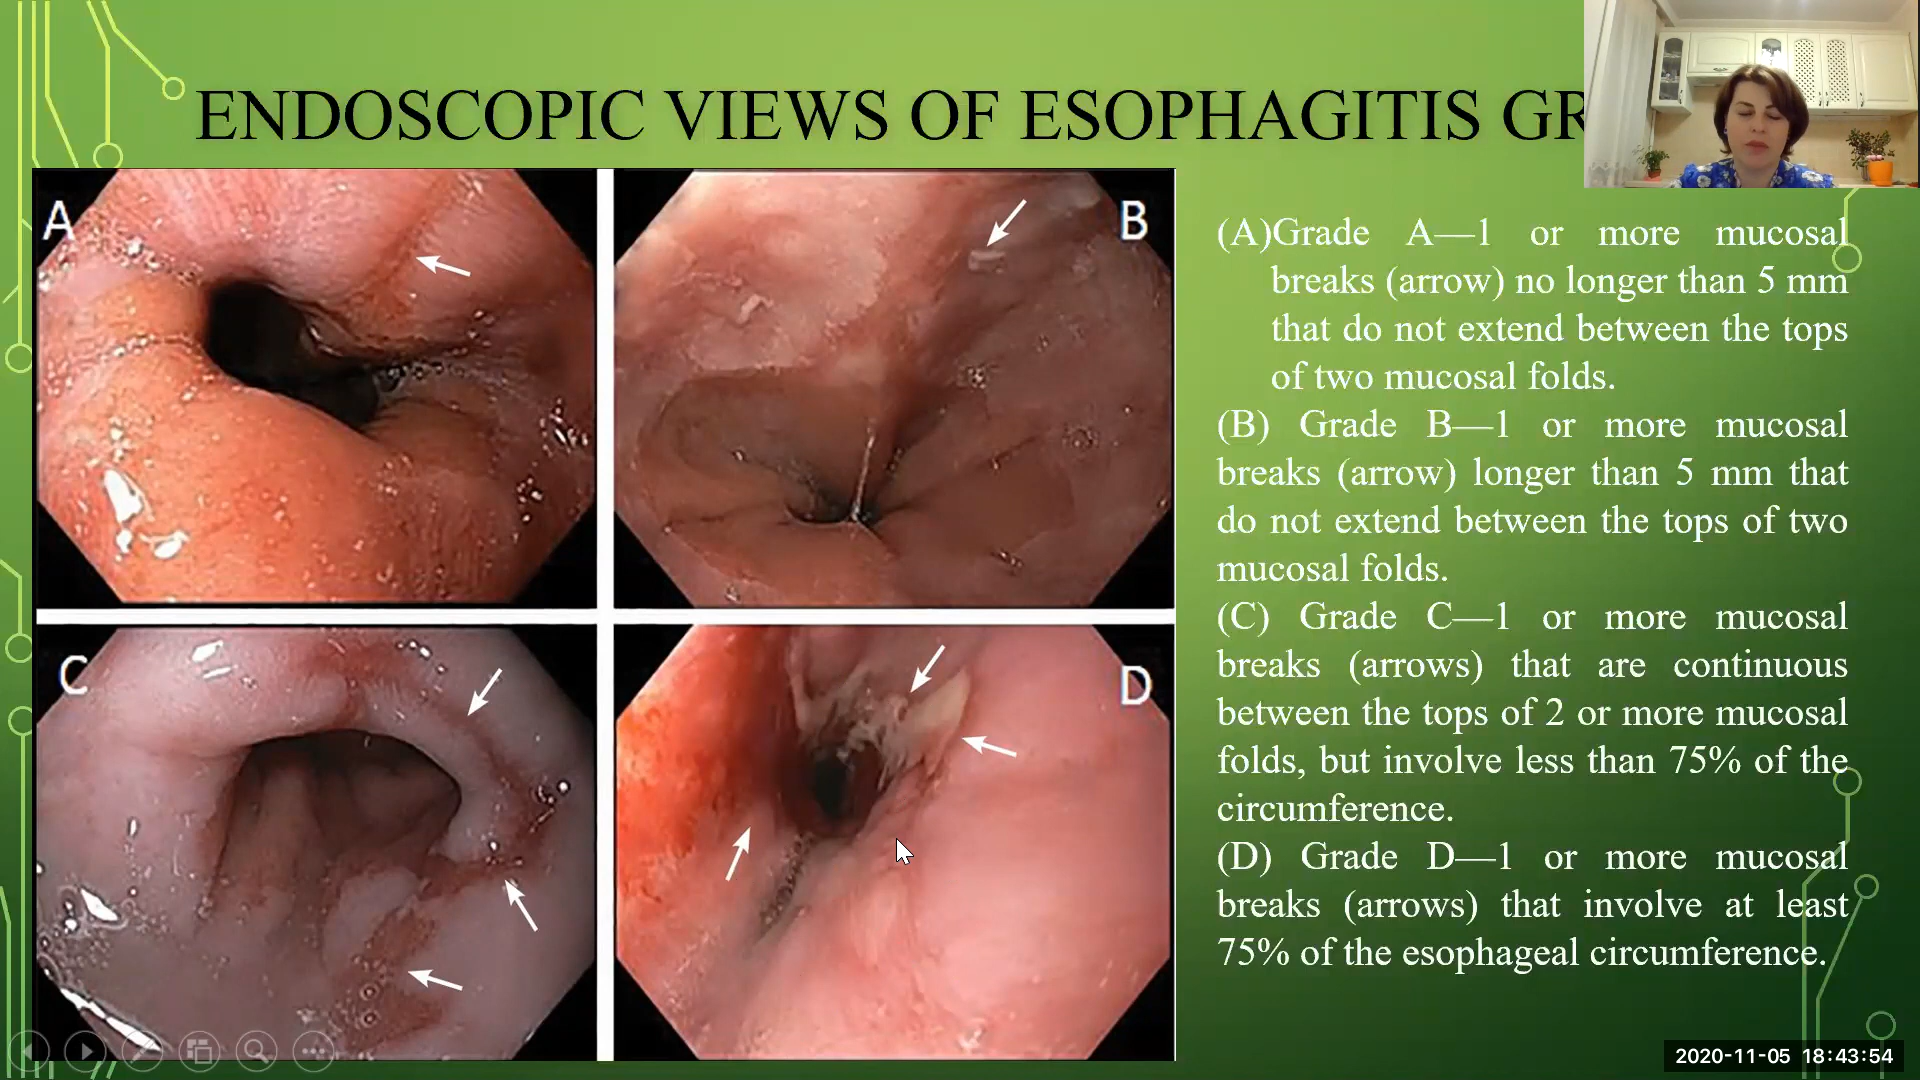 ENDOSCOPIC VIEWS OF ESOPHAGITIS GR
A
B
C
D
(A)Grade A—1 or more mucosal
breaks (arrow) no longer than 5 mm
that do not extend between the tops
of two mucosal folds.
(B) Grade B—1 or more mucosal
breaks (arrow) longer than 5 mm that
do not extend between the tops of two
mucosal folds.
(C) Grade C—1 or more mucosal
breaks (arrows) that are continuous
between the tops of 2 or more mucosal
folds, but involve less than 75% of the
circumference.
(D) Grade D—1 or more mucosal
breaks (arrows) that involve at least
75% of the esophageal circumference.
2020-11-05 18:43:54